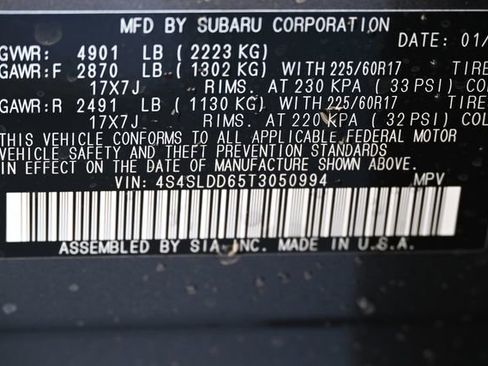 MFD BY SUBARU CORPORATION
DATE: 01/
GVWR: 4901 LB ( 2223 KG)
GAWR:F 2870 LB ( 1302 KG) WITH 225/60R17 TIRE
17X7J RIMS. AT 230 KPA ( 33 PSI) COL
GAWR:R 2491 LB ( 1130 KG) WITH 225/60R17 TIRE
17X7J RIMS. AT 220 KPA ( 32 PSI) COL
THIS VEHICLE CONFORMS TO ALL APPLICABLE FEDERAL MOTOR
VEHICLE SAFETY AND THEFT PREVENTION STANDARDS
IN EFFECT ON THE DATE OF MANUFACTURE SHOWN ABOVE.
VIN: 4S4SLDD65T3050994 MPV
ASSEMBLED BY SIA, INC. MADE IN U.S.A.